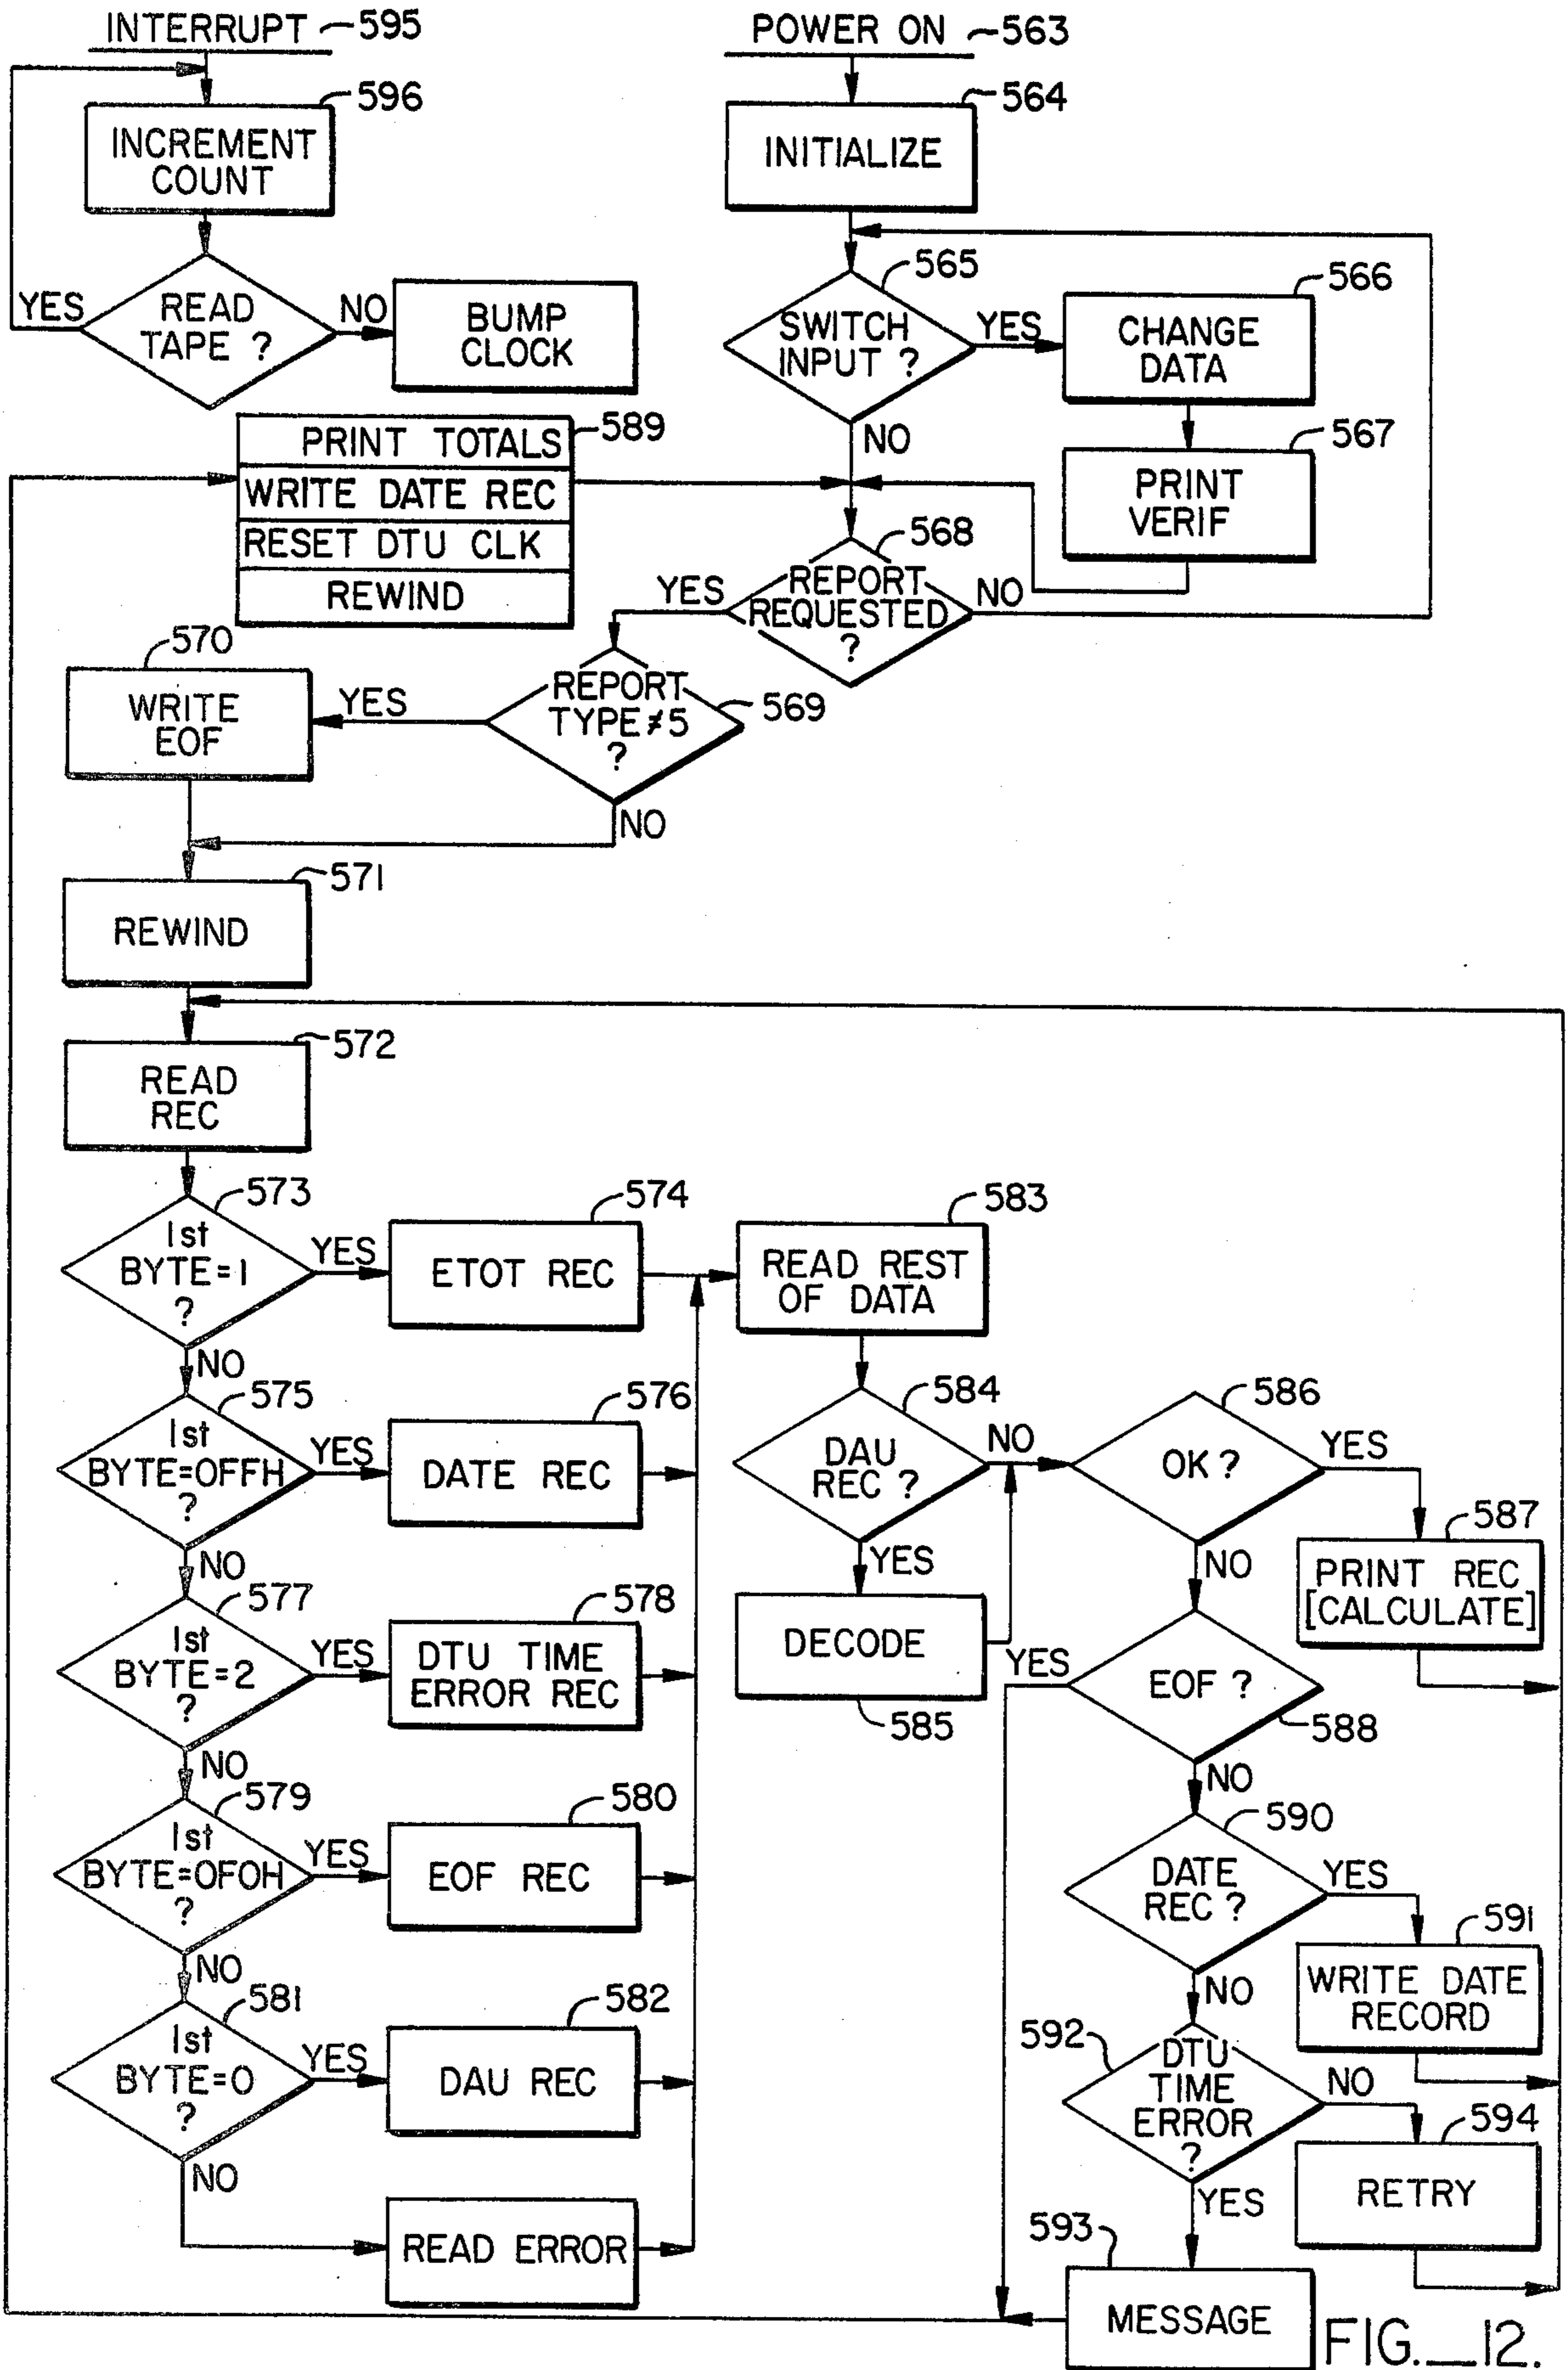 INTERRUPT 595
596
INCREMENT
COUNT
READ
TAPE ?
YES
NO
BUMP
CLOCK
POWER ON 563
564
INITIALIZE
565
SWITCH
INPUT ?
YES
NO
566
CHANGE
DATA
567
PRINT
VERIF
589
PRINT TOTALS
WRITE DATE REC
RESET DTU CLK
REWIND
568
REPORT
REQUESTED
?
YES
NO
569
REPORT
TYPE≠5
?
YES
NO
570
WRITE
EOF
571
REWIND
572
READ
REC
573
1st
BYTE=1
?
YES
NO
574
ETOT REC
575
1st
BYTE=OFFH
?
YES
NO
576
DATE REC
577
1st
BYTE=2
?
YES
NO
578
DTU TIME
ERROR REC
579
1st
BYTE=OFOH
?
YES
NO
580
EOF REC
581
1st
BYTE=0
?
YES
NO
582
DAU REC
READ ERROR
583
READ REST
OF DATA
584
DAU
REC ?
NO
YES
DECODE
585
586
OK ?
YES
NO
587
PRINT REC
[CALCULATE]
EOF ?
588
YES
NO
590
DATE
REC ?
YES
NO
591
WRITE DATE
RECORD
592
DTU
TIME
ERROR
?
NO
YES
594
RETRY
593
MESSAGE
FIG._12.